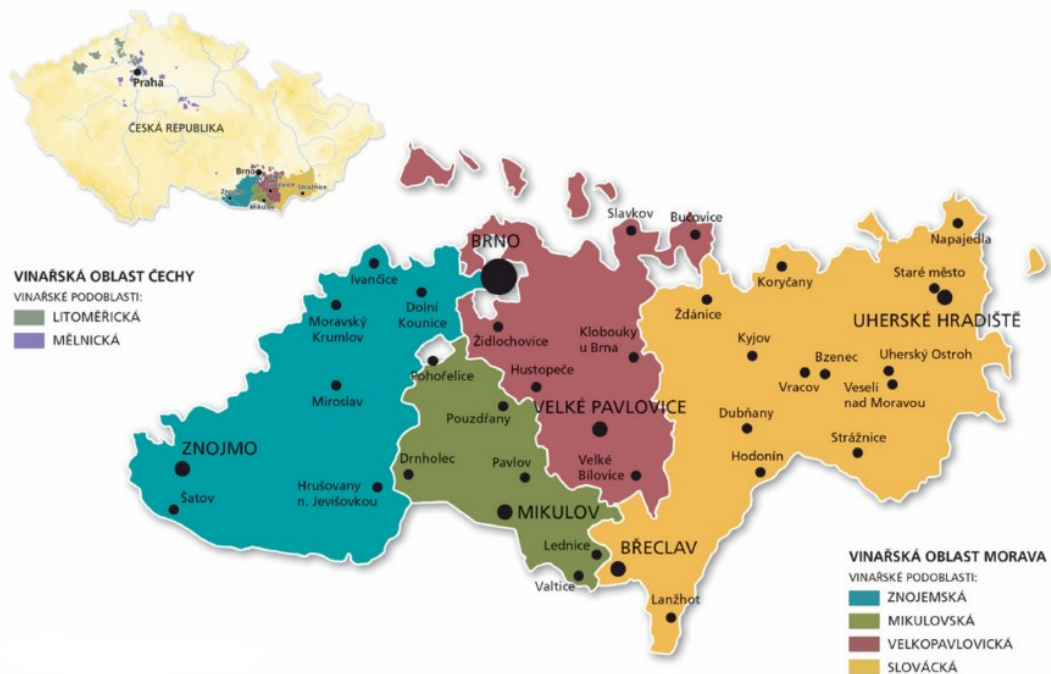 Praha
ČESKÁ REPUBLIKA
Brno
Znojmo
Mikulov
Strážnice
VINAŘSKÁ OBLAST ČECHY
VINAŘSKÉ PODOBLASTI:
LITOMĚŘICKÁ
MĚLNICKÁ
BRNO
Slavkov
Bučovice
Napajedla
Ivančice
Koryčany
Staré město
Dolní
Kounice
Moravský
Krumlov
Ždánice
UHERSKÉ HRADIŠTĚ
Židlochovice
Klobouky
u Brna
Kyjov
Pohořelice
Hustopeče
Bzenec
Uherský Ostroh
Miroslav
Vracov
Veselí
nad Moravou
Pouzdřany
VELKÉ PAVLOVICE
Dubňany
ZNOJMO
Strážnice
Drnholec
Pavlov
Velké
Bílovice
Hodonín
Šatov
Hrušovany
n. Jevišovkou
MIKULOV
Lednice
BŘECLAV
Valtice
Lanžhot
VINAŘSKÁ OBLAST MORAVA
VINAŘSKÉ PODOBLASTI:
ZNOJEMSKÁ
MIKULOVSKÁ
VELKOPAVLOVICKÁ
SLOVÁCKÁ